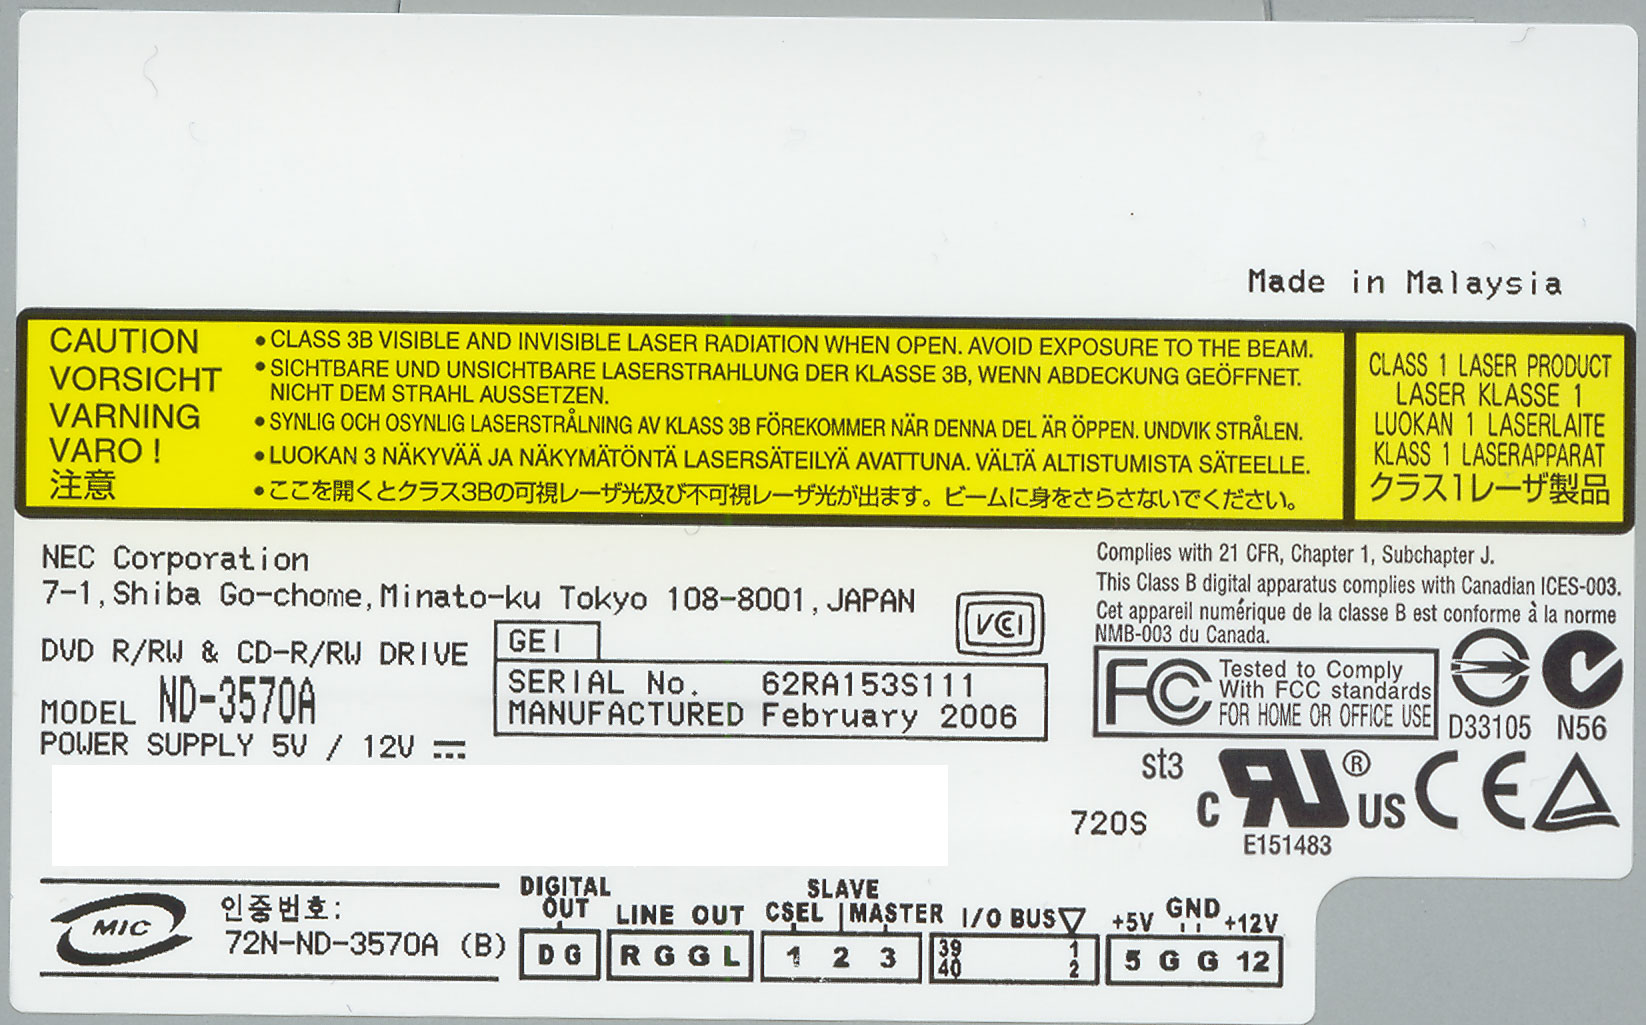 Made in Malaysia
CAUTION
VORSICHT
VARNING
VARO !
注意
• CLASS 3B VISIBLE AND INVISIBLE LASER RADIATION WHEN OPEN. AVOID EXPOSURE TO THE BEAM.
• SICHTBARE UND UNSICHTBARE LASERSTRAHLUNG DER KLASSE 3B, WENN ABDECKUNG GEÖFFNET.
NICHT DEM STRAHL AUSSETZEN.
• SYNLIG OCH OSYNLIG LASERSTRÅLNING AV KLASS 3B FÖREKOMMER NÄR DENNA DEL ÄR ÖPPEN. UNDVIK STRÅLEN.
• LUOKAN 3 NÄKYVÄÄ JA NÄKYMÄTÖNTÄ LASERSÄTEILYÄ AVATTUNA. VÄLTÄ ALTISTUMISTA SÄTEELLE.
• ここを開くとクラス3Bの可視レーザ光及び不可視レーザ光が出ます。ビームに身をさらさないでください。
CLASS 1 LASER PRODUCT
LASER KLASSE 1
LUOKAN 1 LASERLAITE
KLASS 1 LASERAPPARAT
クラス1レーザ製品
NEC Corporation
7-1,Shiba Go-chome,Minato-ku Tokyo 108-8001,JAPAN
DVD R/RW & CD-R/RW DRIVE
MODEL ND-3570A
POWER SUPPLY 5V / 12V
GEI
SERIAL No. 62RA153S111
MANUFACTURED February 2006
VCCI
Complies with 21 CFR, Chapter 1, Subchapter J.
This Class B digital apparatus complies with Canadian ICES-003.
Cet appareil numérique de la classe B est conforme à la norme
NMB-003 du Canada.
FC Tested to Comply
With FCC standards
FOR HOME OR OFFICE USE
D33105
N56
st3
720S
C UR ® US
E151483
CE
MIC
인증번호:
72N-ND-3570A (B)
DIGITAL
OUT
D G
LINE OUT
R G G L
SLAVE
CSEL | MASTER
1 2 3
I/O BUS▽
39 1
40 2
+5V GND +12V
5 G G 12